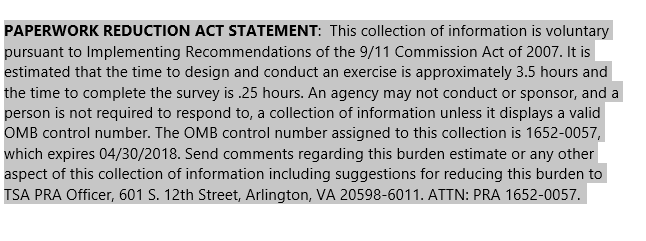 PAPERWORK REDUCTION ACT STATEMENT:  This collection of information is voluntary
pursuant to Implementing Recommendations of the 9/11 Commission Act of 2007. It is
estimated that the time to design and conduct an exercise is approximately 3.5 hours and
the time to complete the survey is .25 hours. An agency may not conduct or sponsor, and a
person is not required to respond to, a collection of information unless it displays a valid
OMB control number. The OMB control number assigned to this collection is 1652-0057,
which expires 04/30/2018. Send comments regarding this burden estimate or any other
aspect of this collection of information including suggestions for reducing this burden to
TSA PRA Officer, 601 S. 12th Street, Arlington, VA 20598-6011. ATTN: PRA 1652-0057.